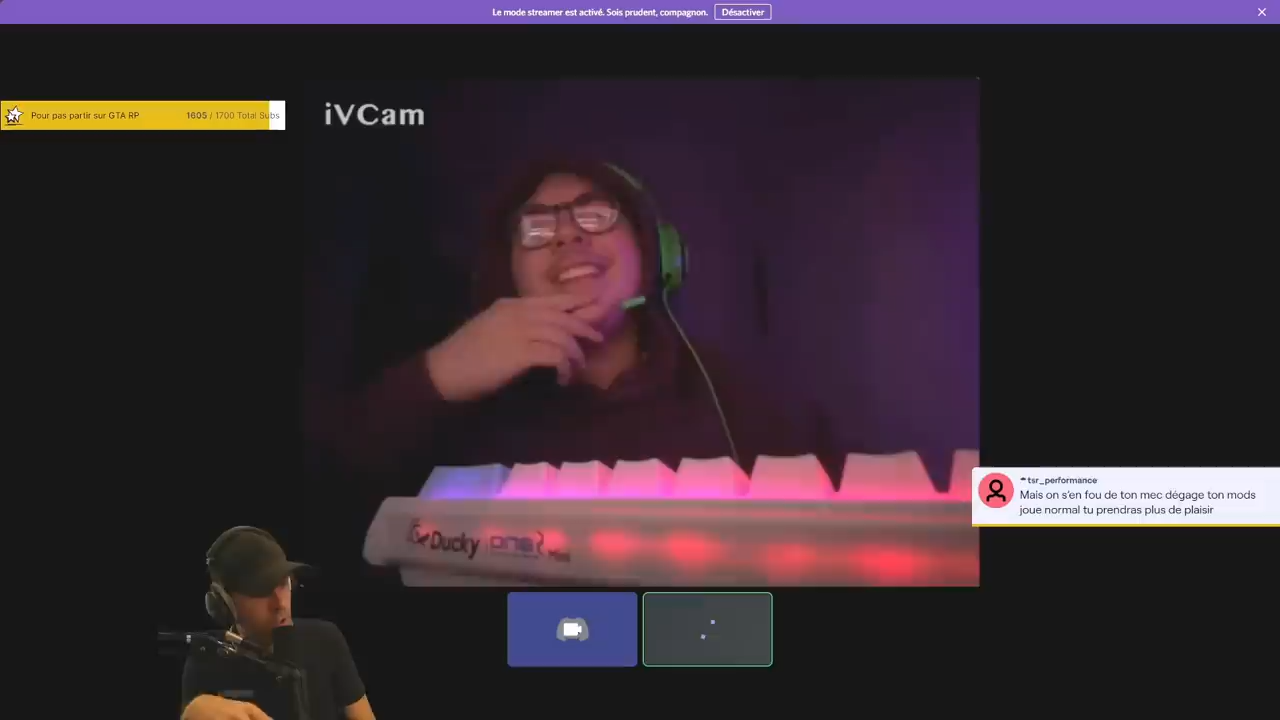 Le mode streamer est activé. Sois prudent, compagnon. Désactiver
Pour pas partir sur GTA RP 1605 / 1700 Total Subs
iVCam
tsr_performance
Mais on s'en fou de ton mec dégage ton mods
joue normal tu prendras plus de plaisir
Ducky one2 Mini